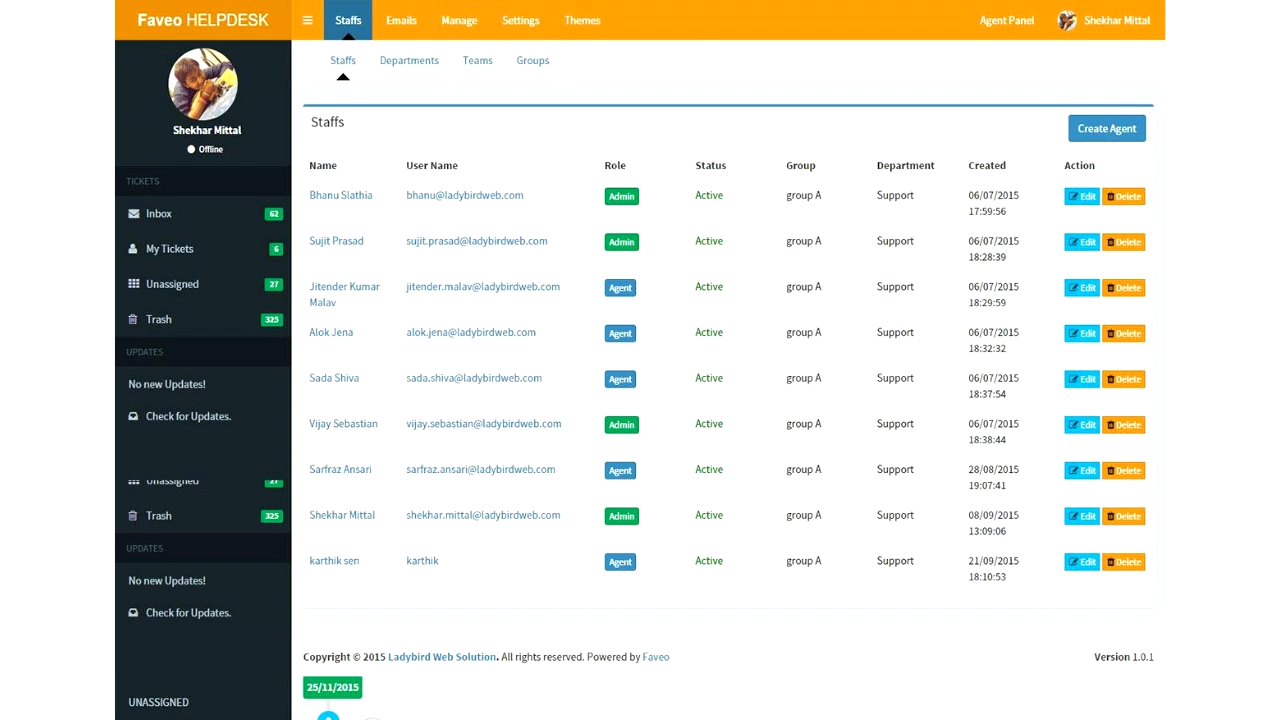 Faveo HELPDESK
Staffs Emails Manage Settings Themes
Agent Panel Shekhar Mittal
Shekhar Mittal
Offline
TICKETS
Inbox 62
My Tickets 6
Unassigned 27
Trash 325
UPDATES
No new Updates!
Check for Updates.
Unassigned 27
Trash 325
UPDATES
No new Updates!
Check for Updates.
UNASSIGNED
Staffs Departments Teams Groups
Staffs
Create Agent
Name User Name Role Status Group Department Created Action
Bhanu Slathia bhanu@ladybirdweb.com Admin Active group A Support 06/07/2015 Edit Delete
17:59:56
Sujit Prasad sujit.prasad@ladybirdweb.com Admin Active group A Support 06/07/2015 Edit Delete
18:28:39
Jitender Kumar jitender.malav@ladybirdweb.com Agent Active group A Support 06/07/2015 Edit Delete
Malav 18:29:59
Alok Jena alok.jena@ladybirdweb.com Agent Active group A Support 06/07/2015 Edit Delete
18:32:32
Sada Shiva sada.shiva@ladybirdweb.com Agent Active group A Support 06/07/2015 Edit Delete
18:37:54
Vijay Sebastian vijay.sebastian@ladybirdweb.com Admin Active group A Support 06/07/2015 Edit Delete
18:38:44
Sarfraz Ansari sarfraz.ansari@ladybirdweb.com Agent Active group A Support 28/08/2015 Edit Delete
19:07:41
Shekhar Mittal shekhar.mittal@ladybirdweb.com Admin Active group A Support 08/09/2015 Edit Delete
13:09:06
karthik sen karthik Agent Active group A Support 21/09/2015 Edit Delete
18:10:53
Copyright © 2015 Ladybird Web Solution. All rights reserved. Powered by Faveo
Version 1.0.1
25/11/2015